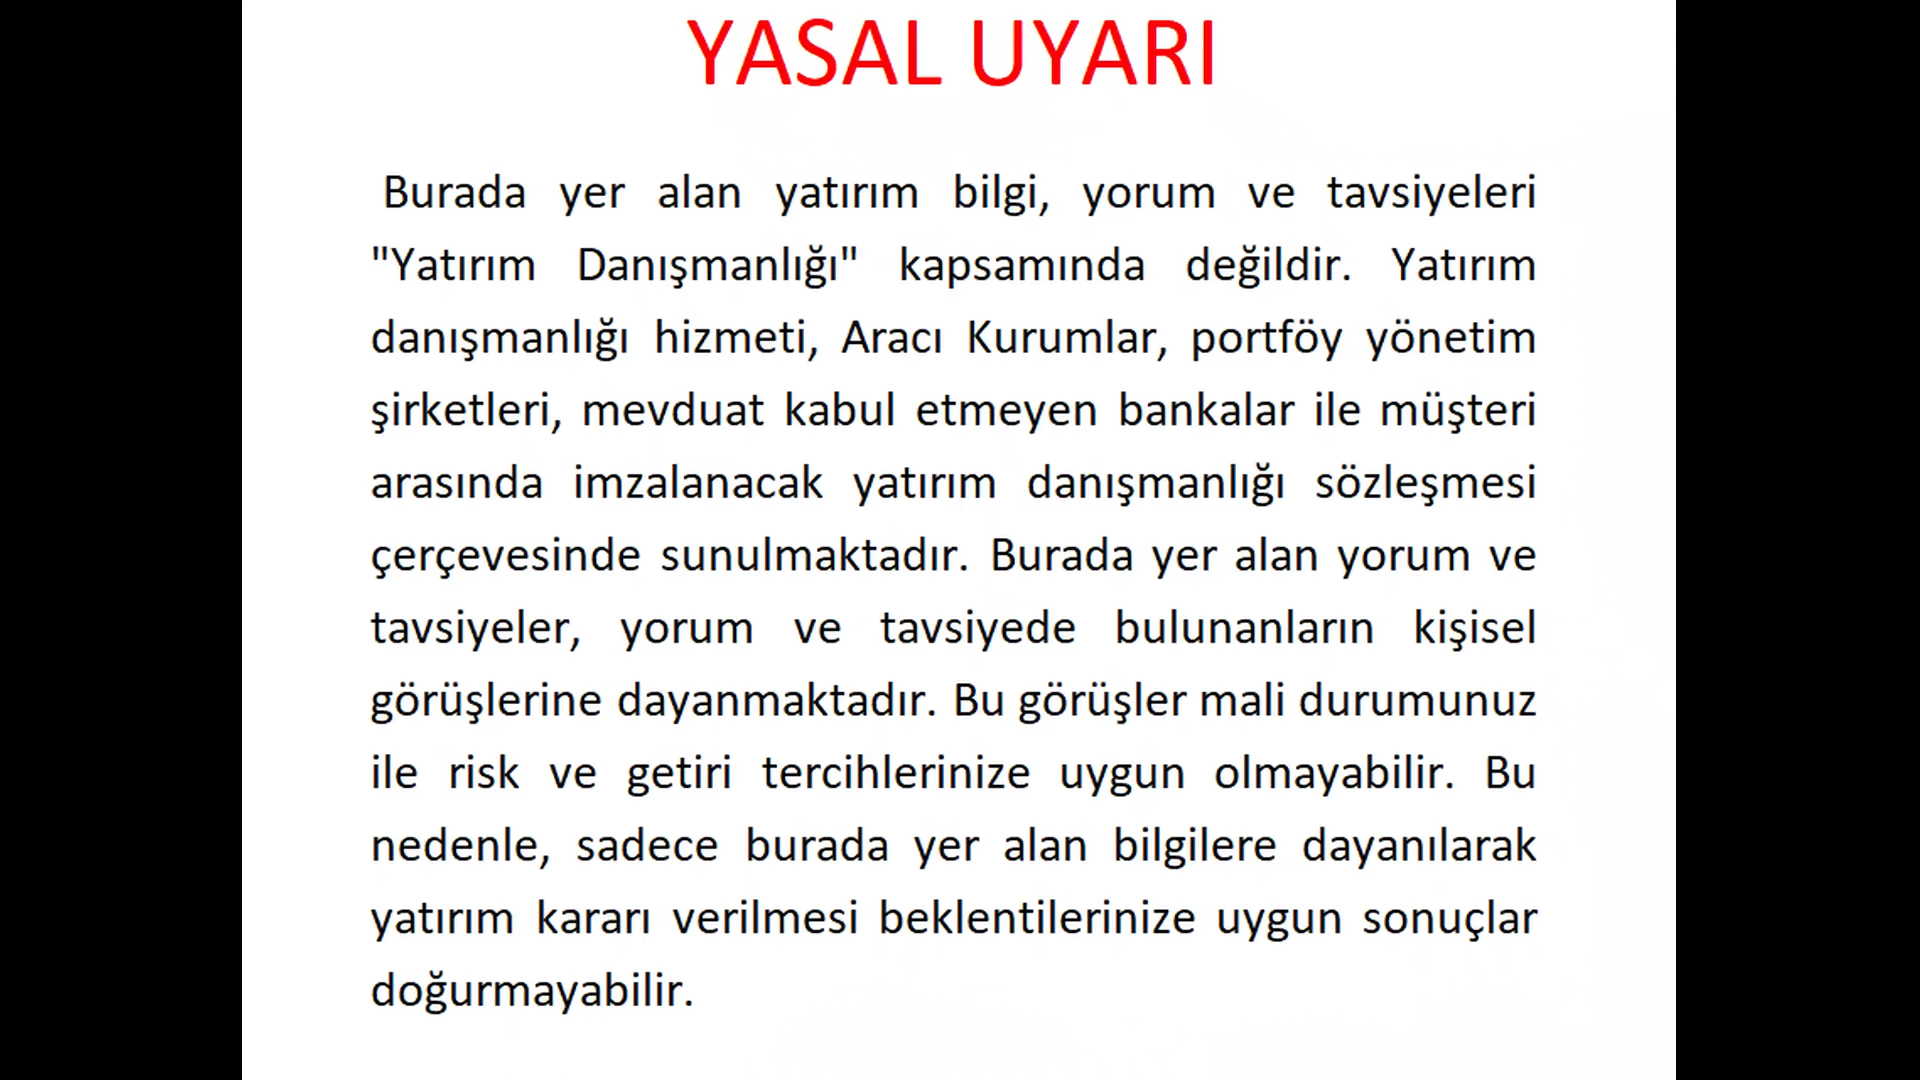 YASAL UYARI
Burada yer alan yatırım bilgi, yorum ve tavsiyeleri
"Yatırım Danışmanlığı" kapsamında değildir. Yatırım
danışmanlığı hizmeti, Aracı Kurumlar, portföy yönetim
şirketleri, mevduat kabul etmeyen bankalar ile müşteri
arasında imzalanacak yatırım danışmanlığı sözleşmesi
çerçevesinde sunulmaktadır. Burada yer alan yorum ve
tavsiyeler, yorum ve tavsiyede bulunanların kişisel
görüşlerine dayanmaktadır. Bu görüşler mali durumunuz
ile risk ve getiri tercihlerinize uygun olmayabilir. Bu
nedenle, sadece burada yer alan bilgilere dayanılarak
yatırım kararı verilmesi beklentilerinize uygun sonuçlar
doğurmayabilir.